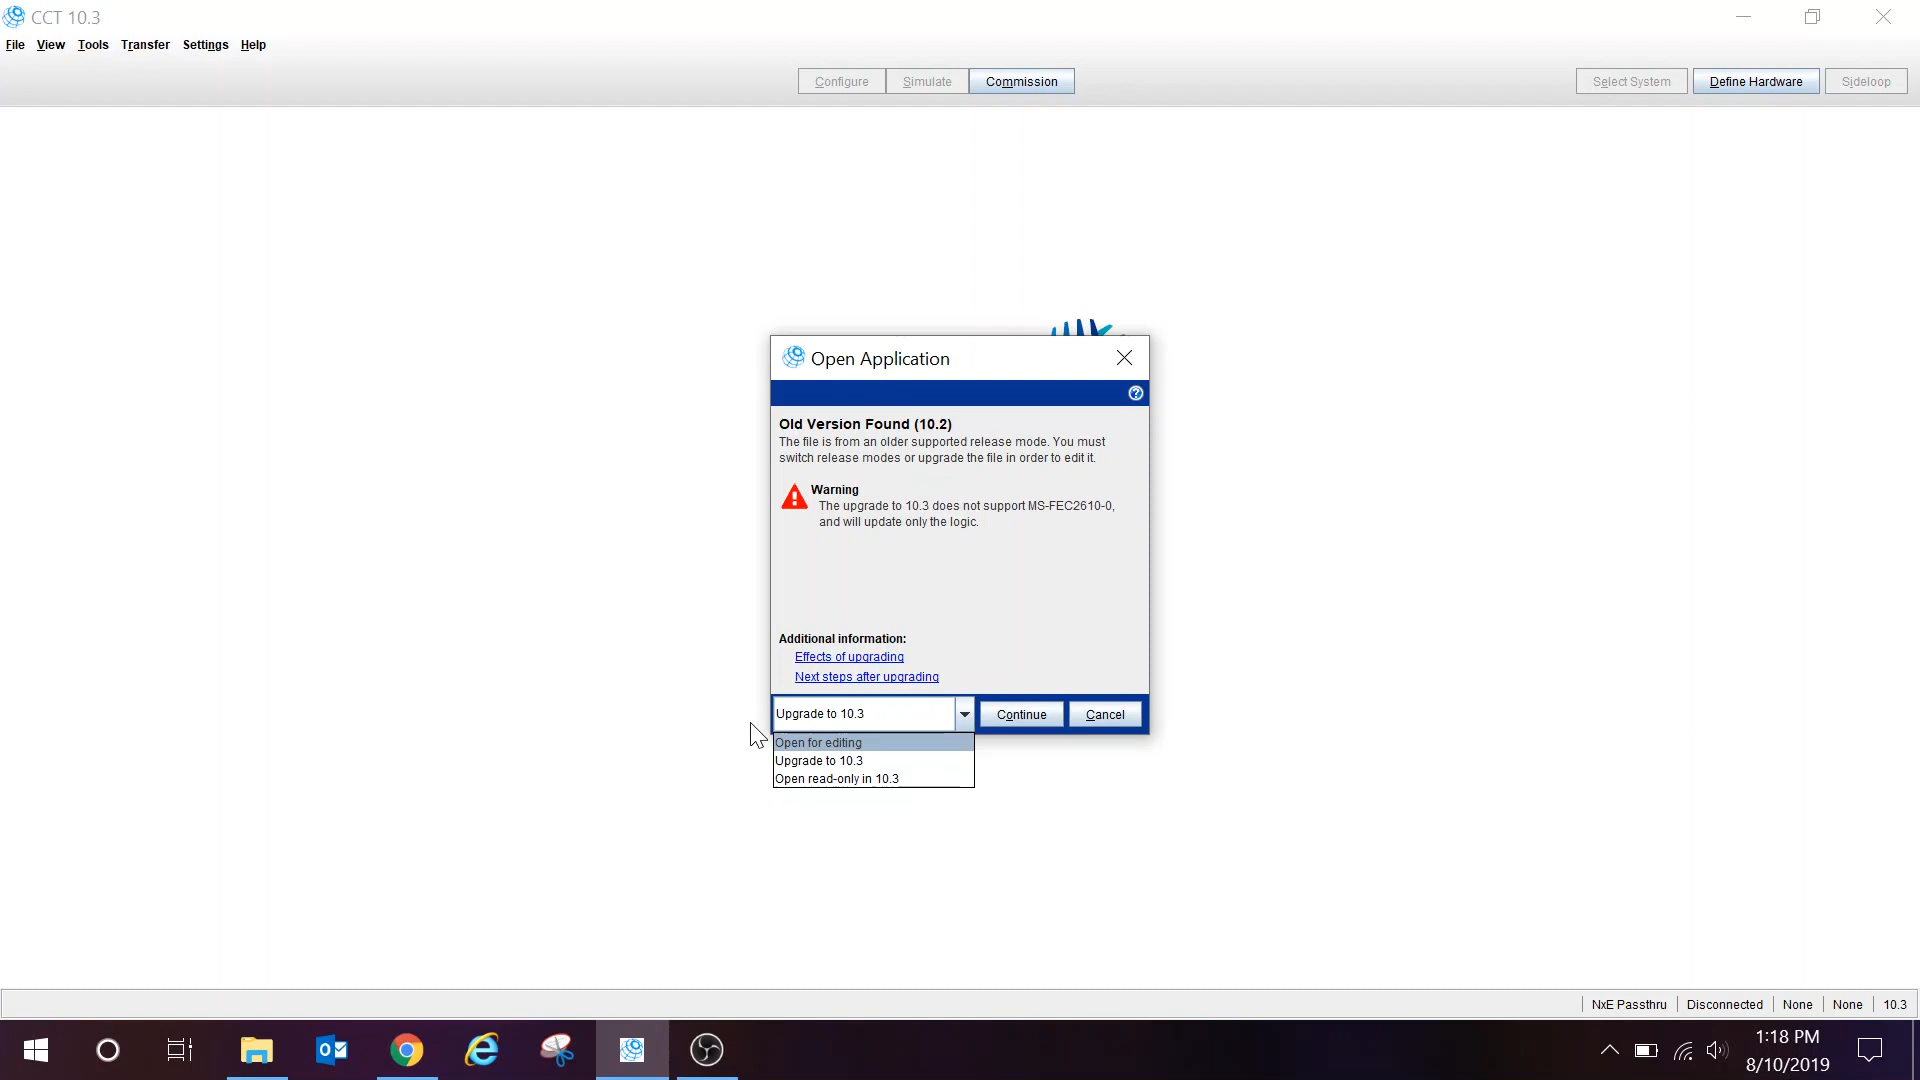 CCT 10.3
File View Tools Transfer Settings Help
Configure Simulate Commission
Select System Define Hardware Sideloop
Open Application
Old Version Found (10.2)
The file is from an older supported release mode. You must
switch release modes or upgrade the file in order to edit it.
Warning
The upgrade to 10.3 does not support MS-FEC2610-0,
and will update only the logic.
Additional information:
Effects of upgrading
Next steps after upgrading
Upgrade to 10.3 Continue Cancel
Open for editing
Upgrade to 10.3
Open read-only in 10.3
NxE Passthru Disconnected None None 10.3
1:18 PM
8/10/2019